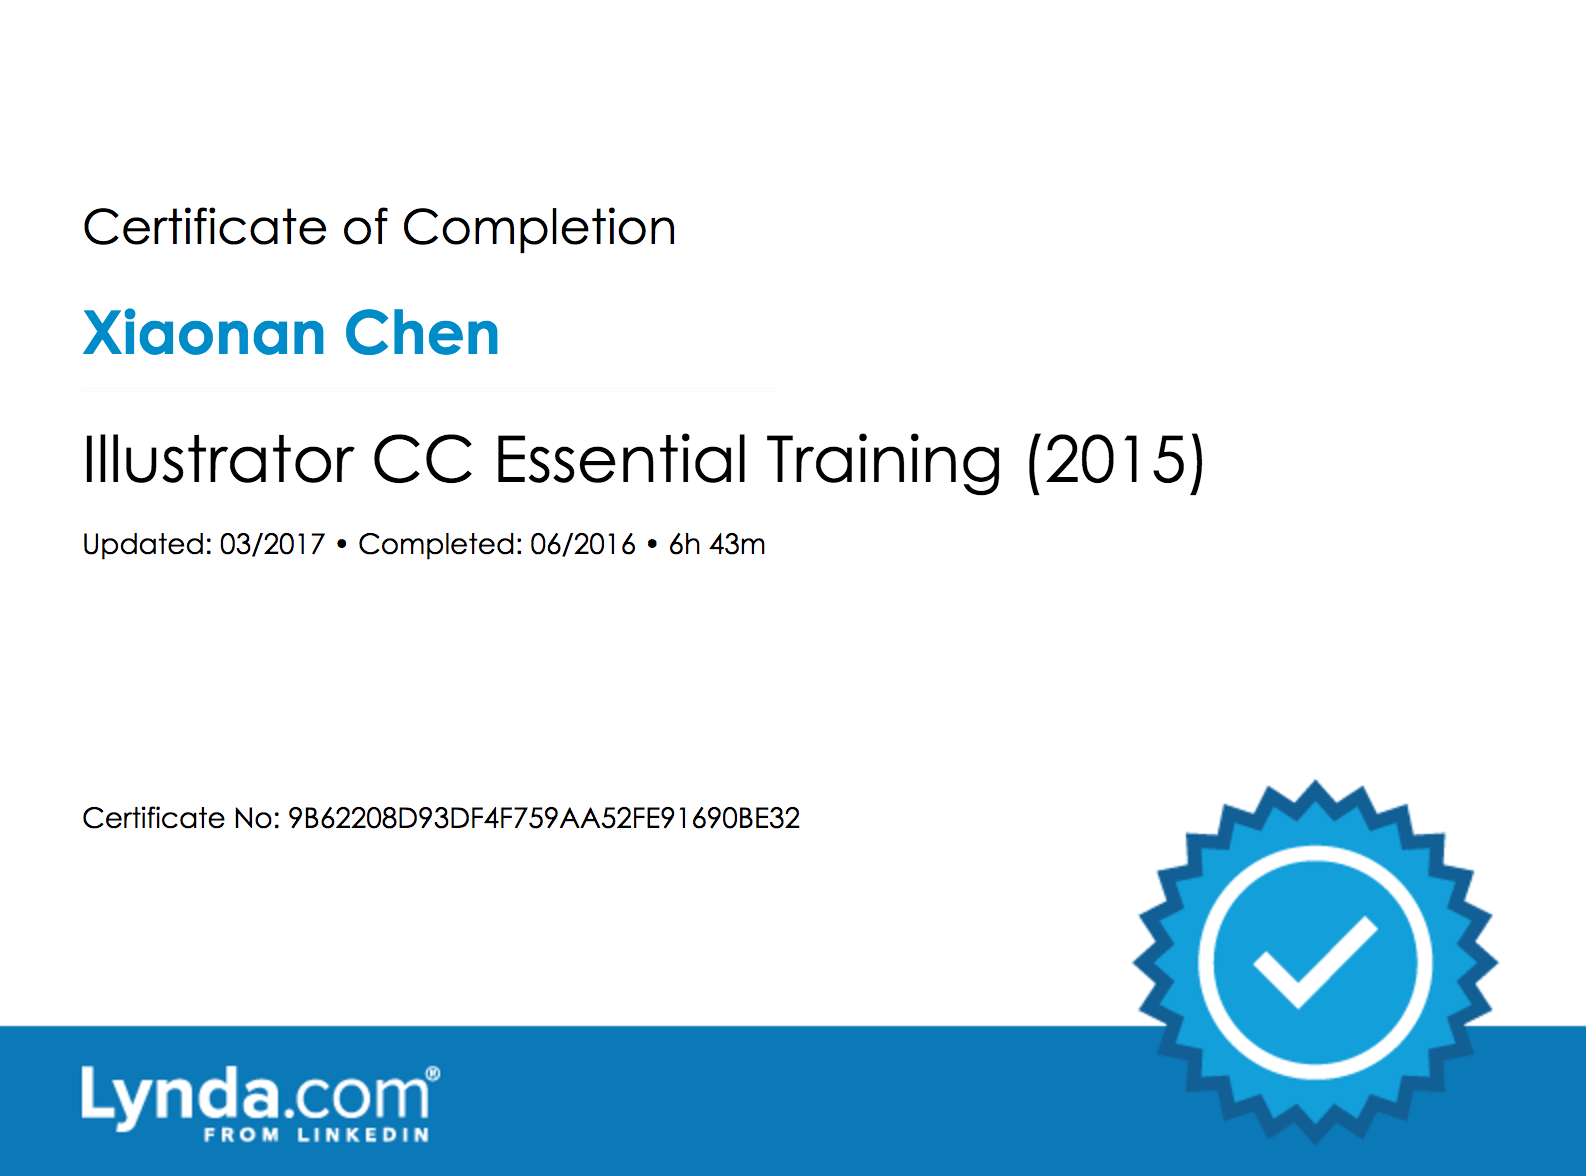 Certificate of Completion
Xiaonan Chen
Illustrator CC Essential Training (2015)
Updated: 03/2017 • Completed: 06/2016 • 6h 43m
Certificate No: 9B62208D93DF4F759AA52FE91690BE32
Lynda.com®
FROM LINKEDIN